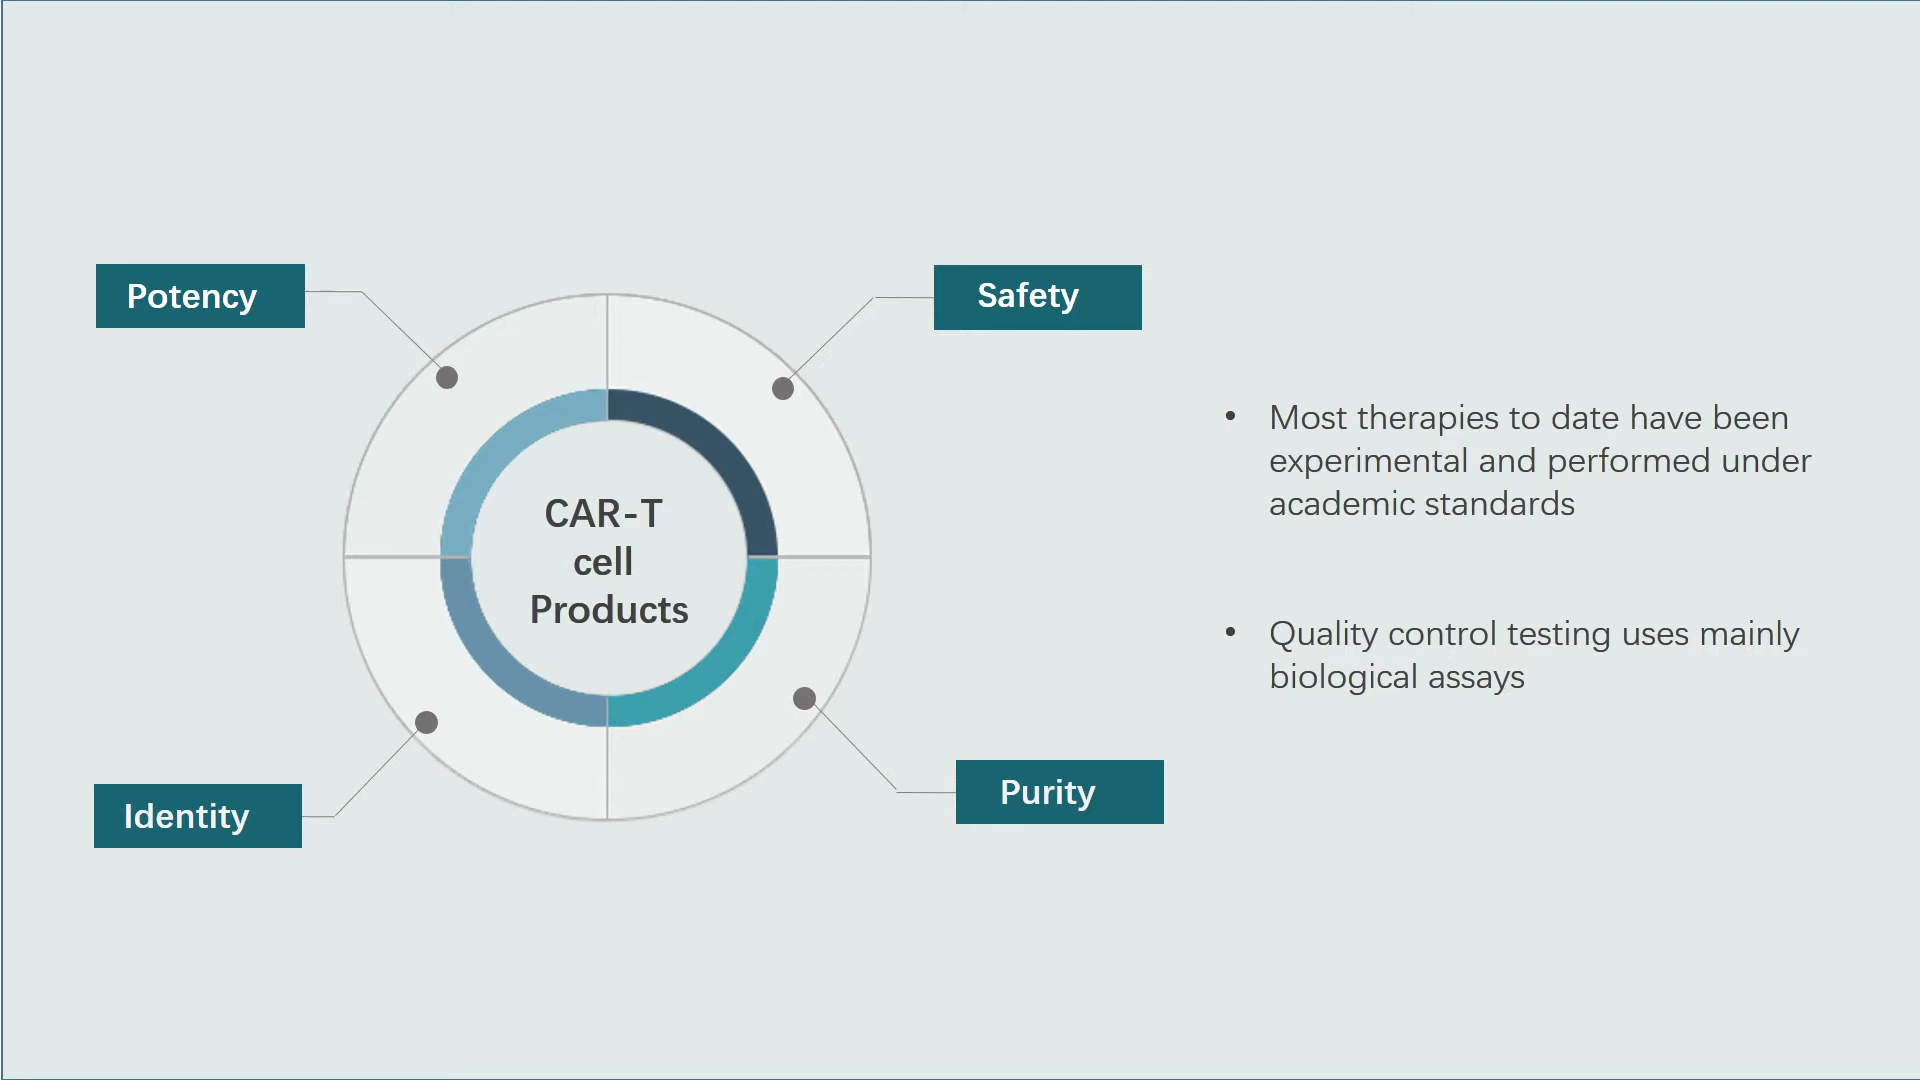 Potency
Safety
CAR-T
cell
Products
Identity
Purity
• Most therapies to date have been
experimental and performed under
academic standards
• Quality control testing uses mainly
biological assays